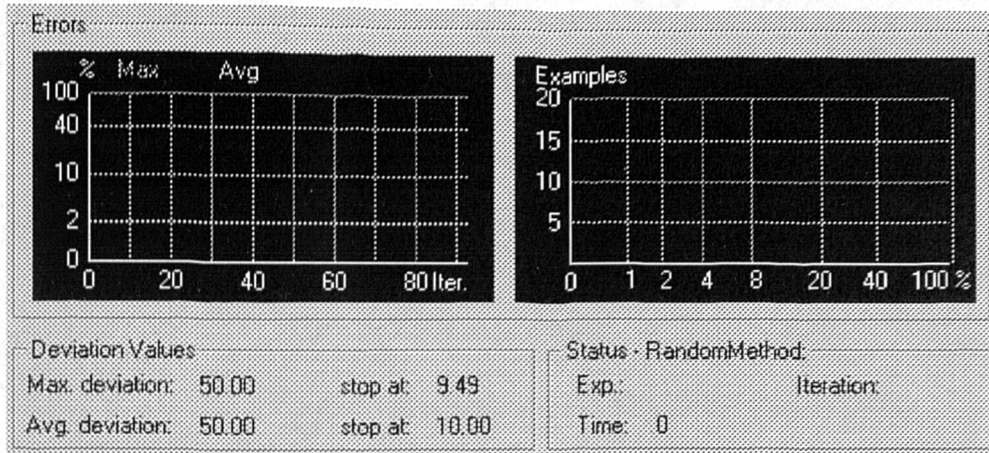 Errors
% Max Avg
100
40
10
2
0
0 20 40 60 80 Iter.
Examples
20
15
10
5
0 1 2 4 8 20 40 100 %
Deviation Values
Max. deviation: 50.00 stop at: 9.49
Avg. deviation: 50.00 stop at: 10.00
Status - RandomMethod:
Exp.: Iteration:
Time: 0